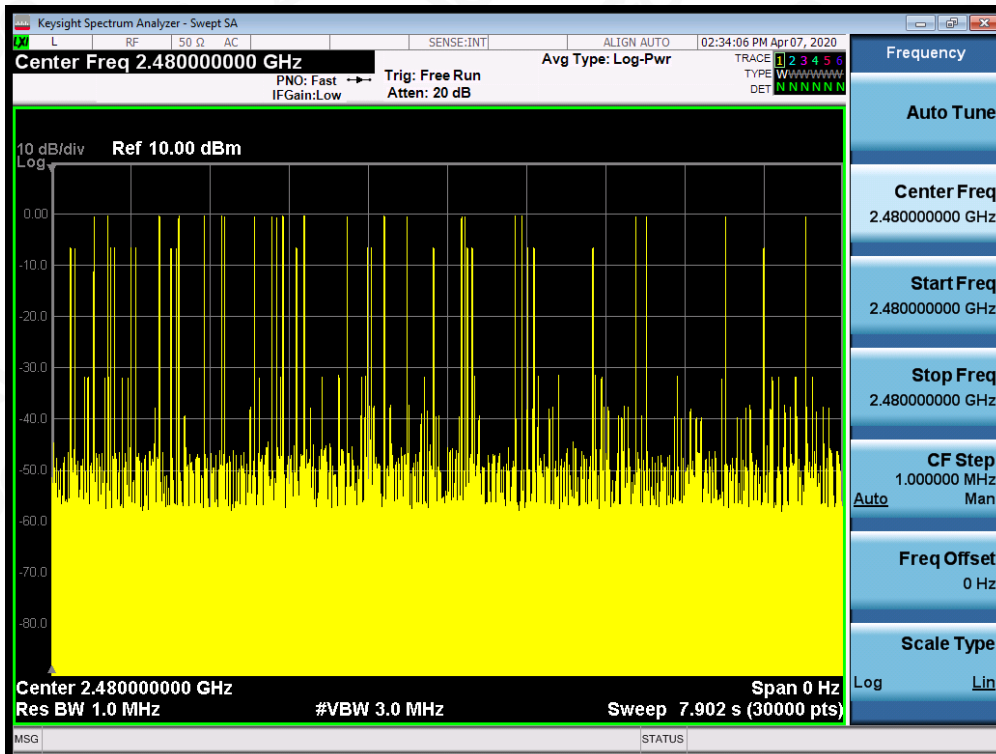 Keysight Spectrum Analyzer - Swept SA
LXI L RF 50 Ω AC SENSE:INT ALIGN AUTO 02:34:06 PM Apr 07, 2020
Center Freq 2.480000000 GHz
PNO: Fast
IFGain:Low
Trig: Free Run
Atten: 20 dB
Avg Type: Log-Pwr
TRACE 1 2 3 4 5 6
TYPE WWWWWW
DET N N N N N N
10 dB/div
Log
Ref 10.00 dBm
0.00
-10.0
-20.0
-30.0
-40.0
-50.0
-60.0
-70.0
-80.0
Center 2.480000000 GHz
Span 0 Hz
Res BW 1.0 MHz
#VBW 3.0 MHz
Sweep 7.902 s (30000 pts)
MSG
STATUS
Frequency
Auto Tune
Center Freq
2.480000000 GHz
Start Freq
2.480000000 GHz
Stop Freq
2.480000000 GHz
CF Step
1.000000 MHz
Auto Man
Freq Offset
0 Hz
Scale Type
Log Lin